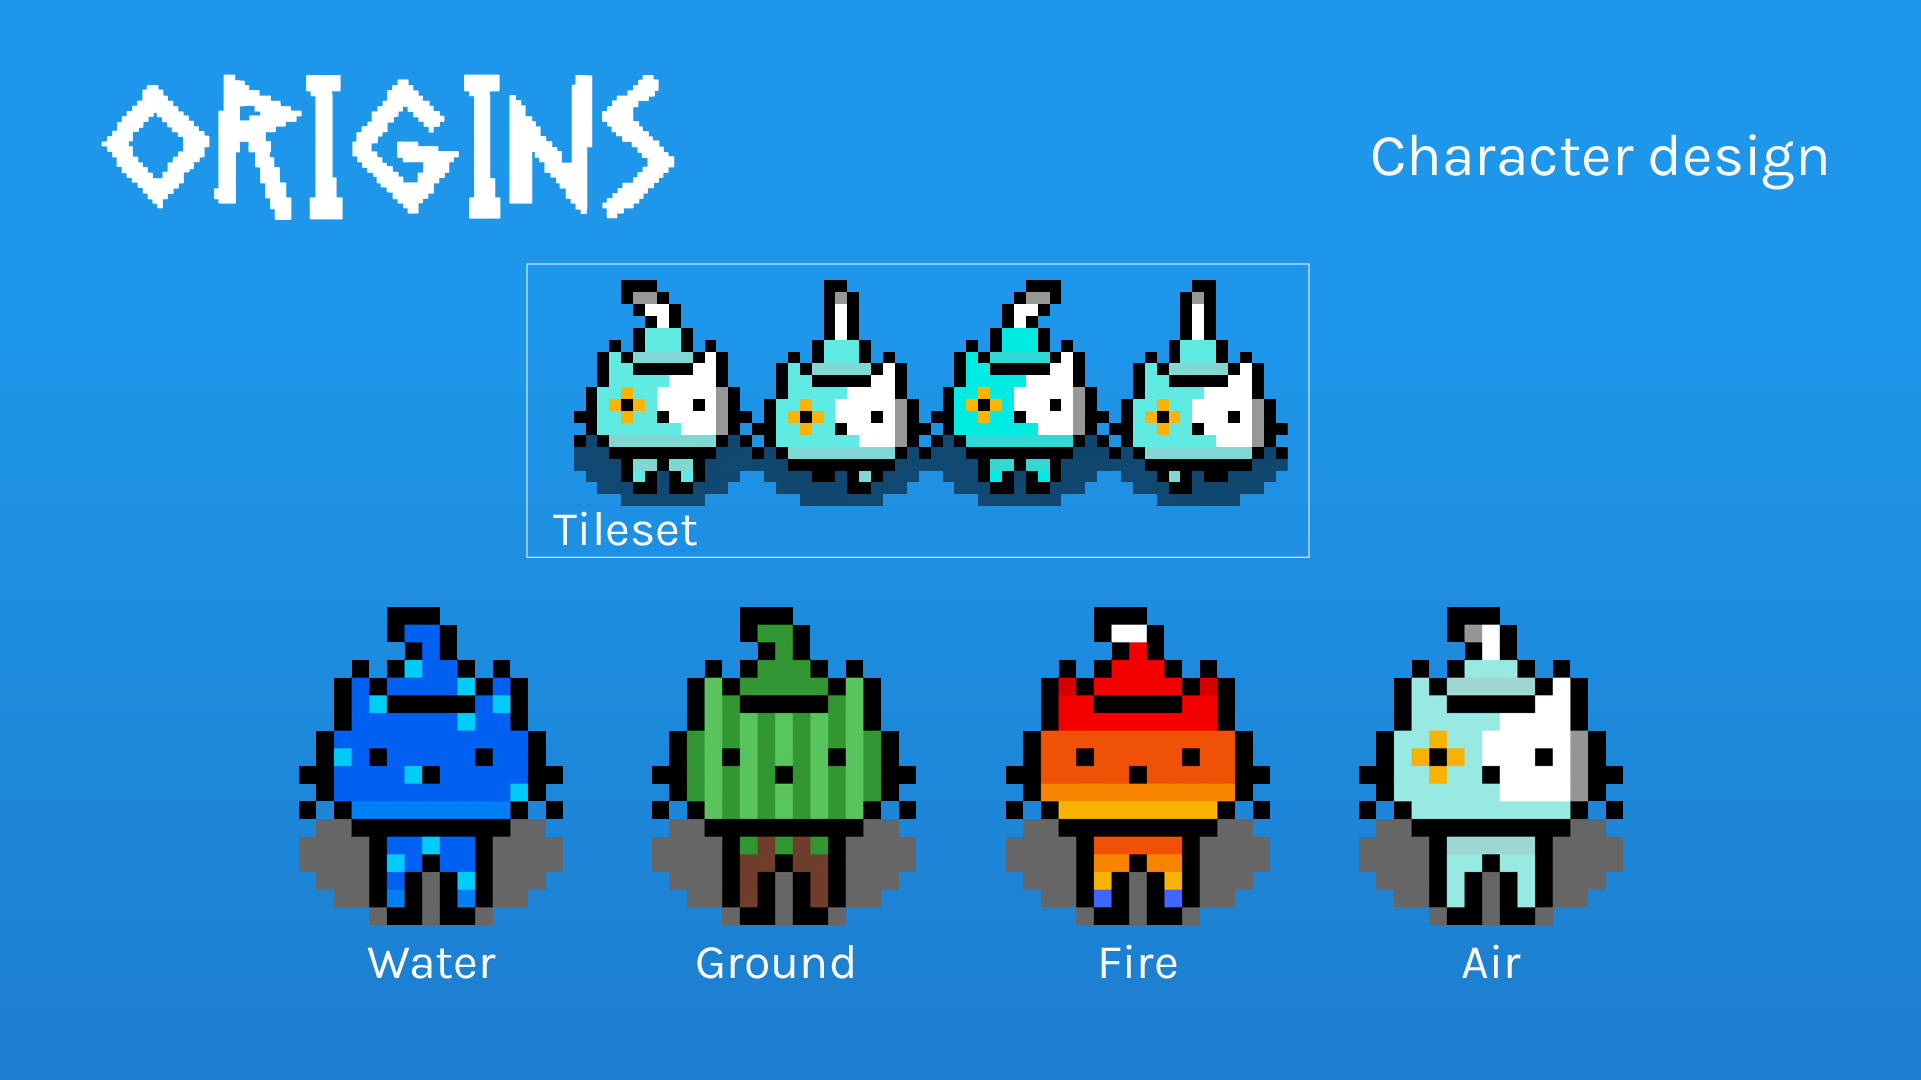 ORIGINS
Character design
Tileset
Water
Ground
Fire
Air